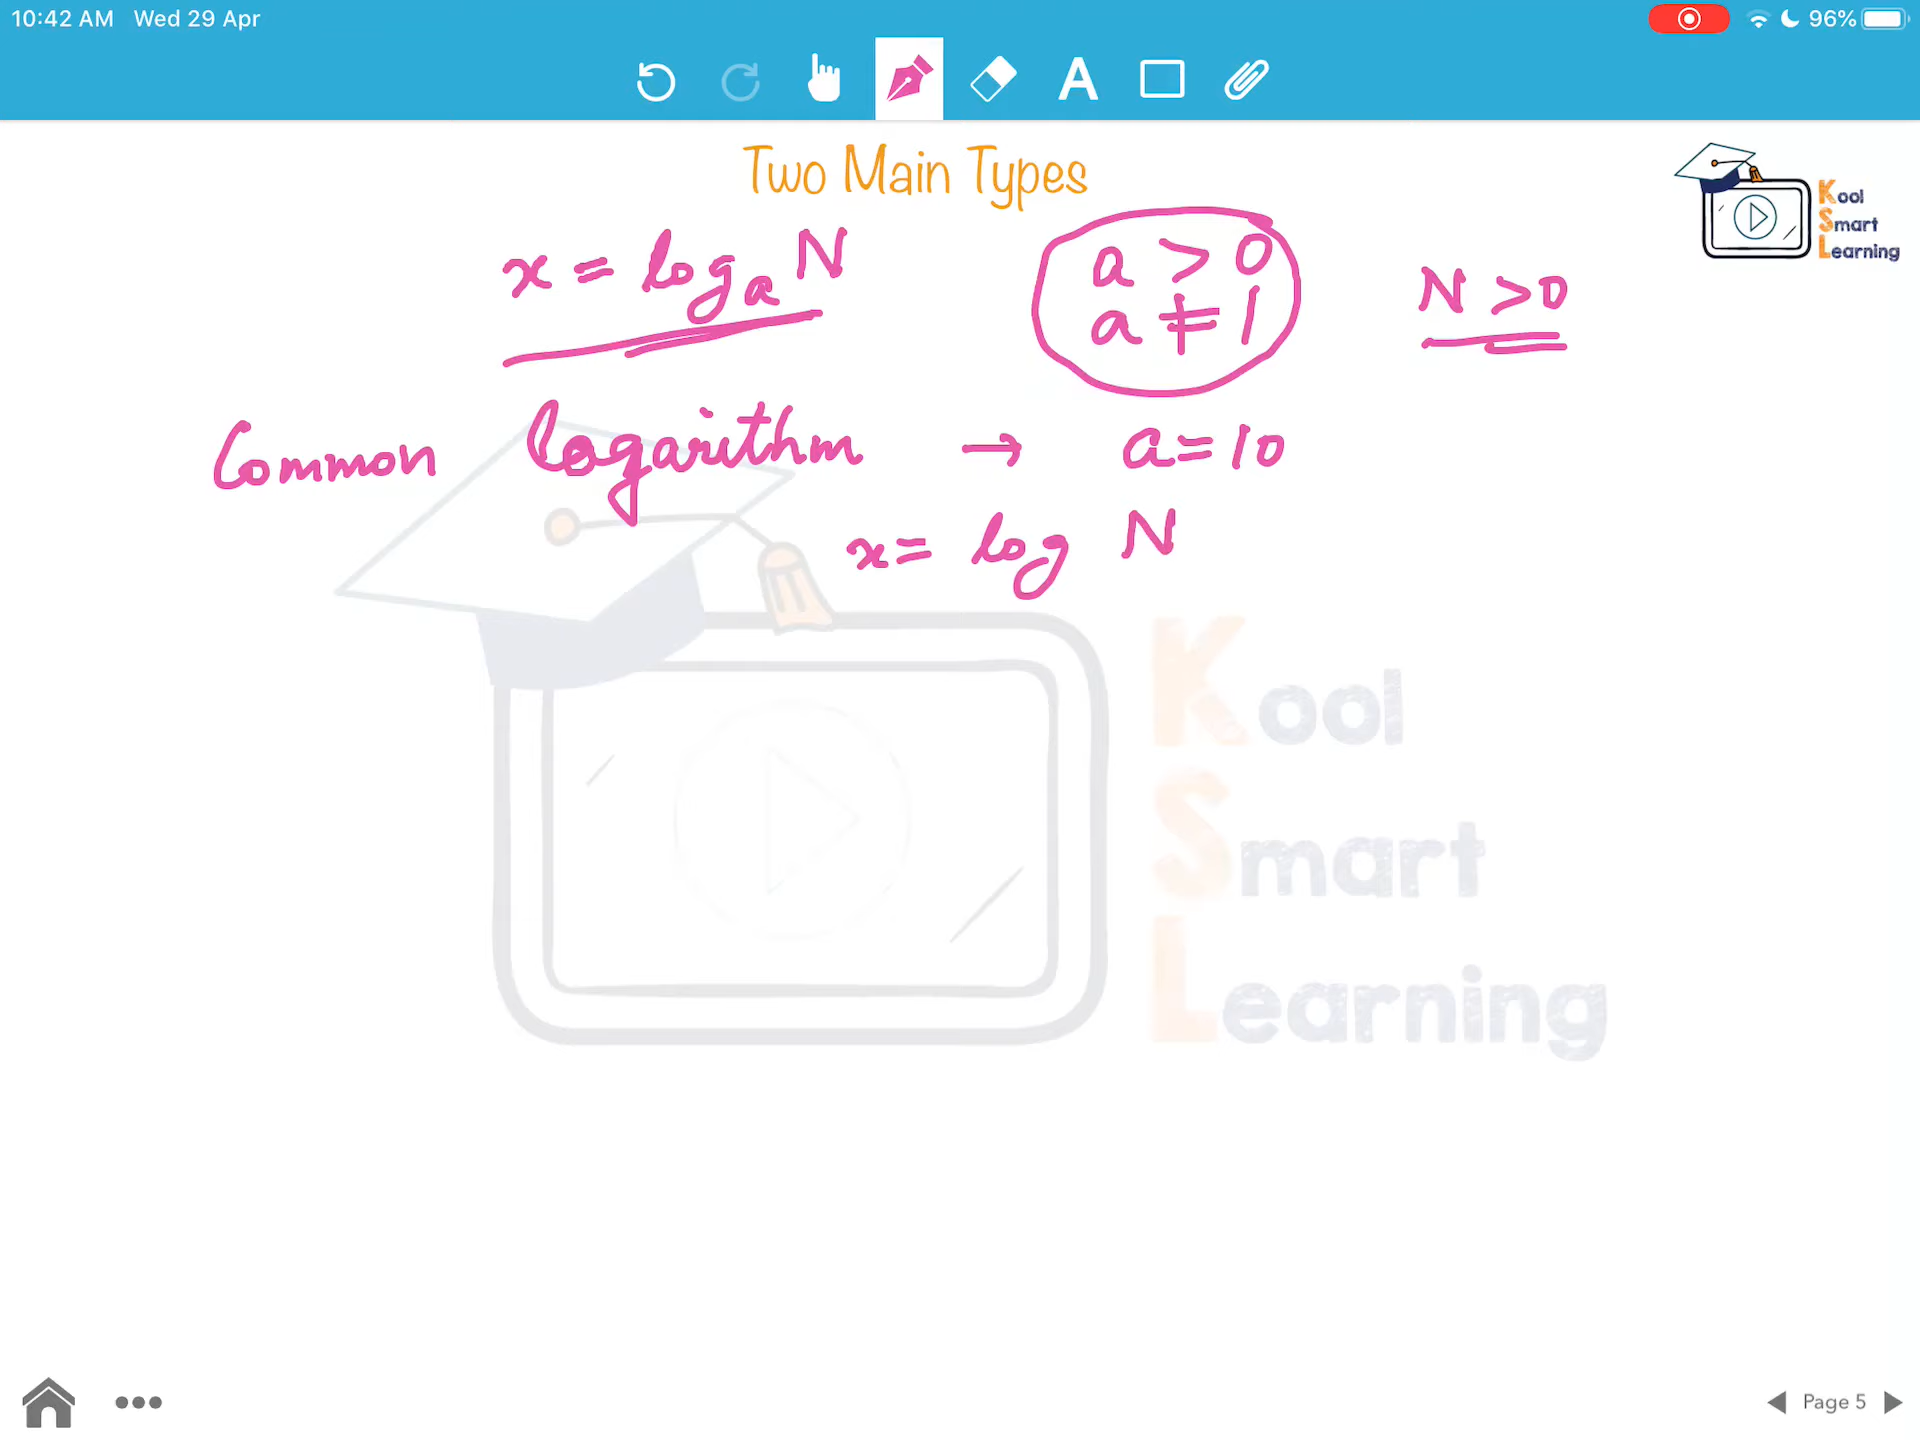 10:42 AM Wed 29 Apr 96%
A
Two Main Types
Kool
Smart
Learning
x = log_a N a > 0 N > 0
a ≠ 1
Common logarithm → a = 10
x = log N
Kool
Smart
Learning
Page 5